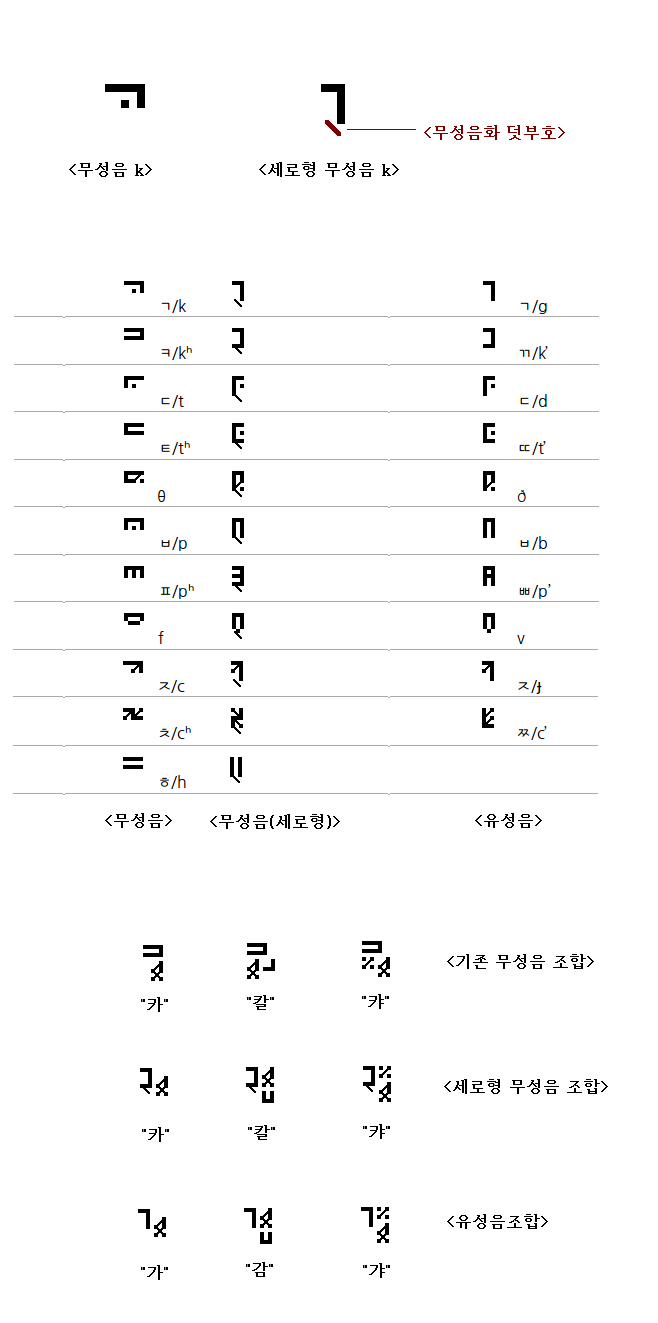 <무성음화 덧부호>
<무성음 k> <세로형 무성음 k>
ㄱ/k ㄱ/g
ㅋ/kʰ ㄲ/k’
ㄷ/t ㄷ/d
ㅌ/tʰ ㄸ/t’
θ ð
ㅂ/p ㅂ/b
ㅍ/pʰ ㅃ/p’
f v
ㅈ/c ㅈ/ɟ
ㅊ/cʰ ㅉ/c’
ㅎ/h
<무성음> <무성음(세로형)> <유성음>
<기존 무성음 조합>
"카" "칼" "캬"
<세로형 무성음 조합>
"카" "칼" "캬"
<유성음조합>
"가" "감" "갸"